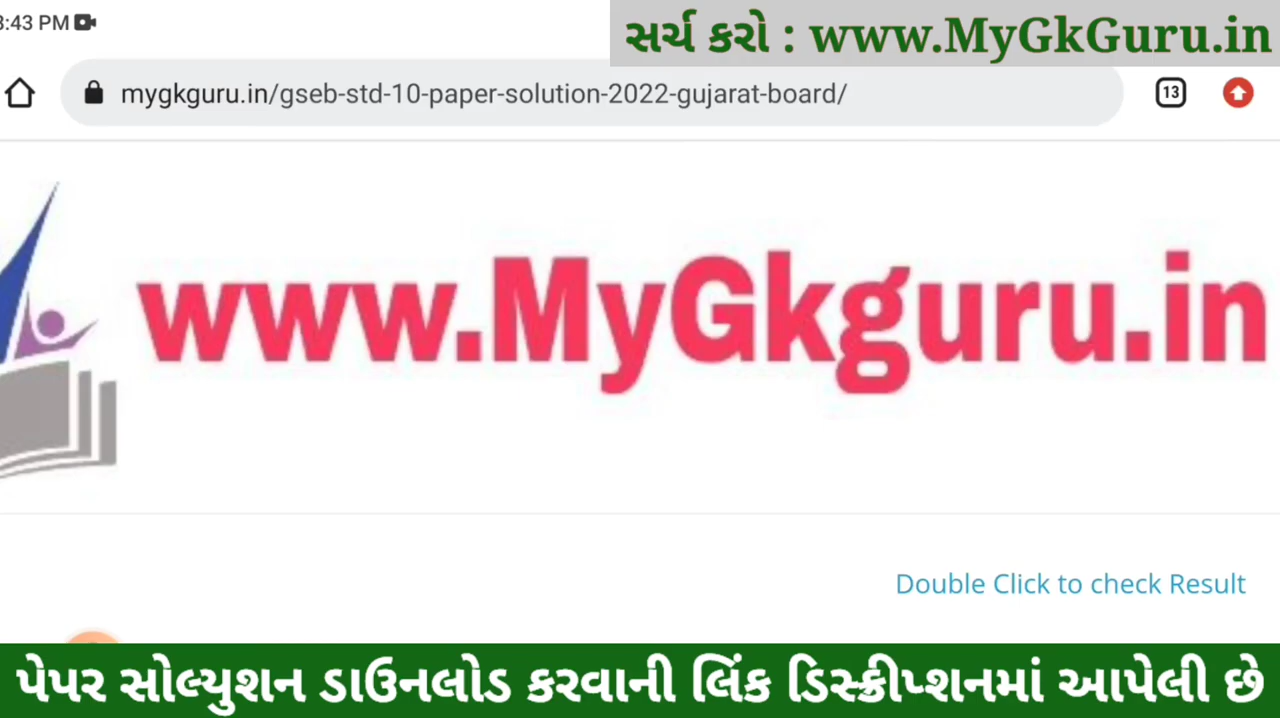 :43 PM
સર્ચ કરો : www.MyGkGuru.in
mygkguru.in/gseb-std-10-paper-solution-2022-gujarat-board/
13
www.MyGkguru.in
Double Click to check Result
પેપર સોલ્યુશન ડાઉનલોડ કરવાની લિંક ડિસ્ક્રીપ્શનમાં આપેલી છે